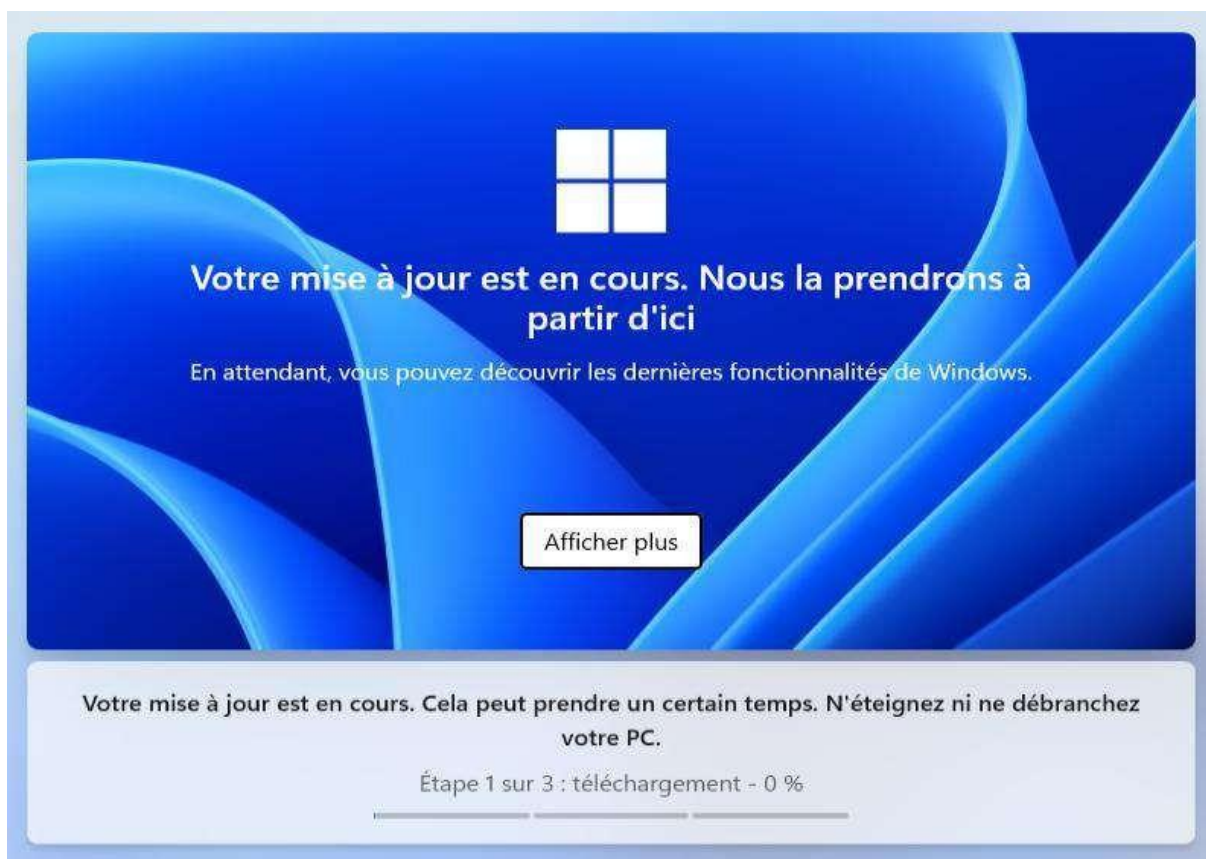 Votre mise à jour est en cours. Nous la prendrons à
partir d'ici
En attendant, vous pouvez découvrir les dernières fonctionnalités de Windows.
Afficher plus
Votre mise à jour est en cours. Cela peut prendre un certain temps. N'éteignez ni ne débranchez
votre PC.
Étape 1 sur 3 : téléchargement - 0 %